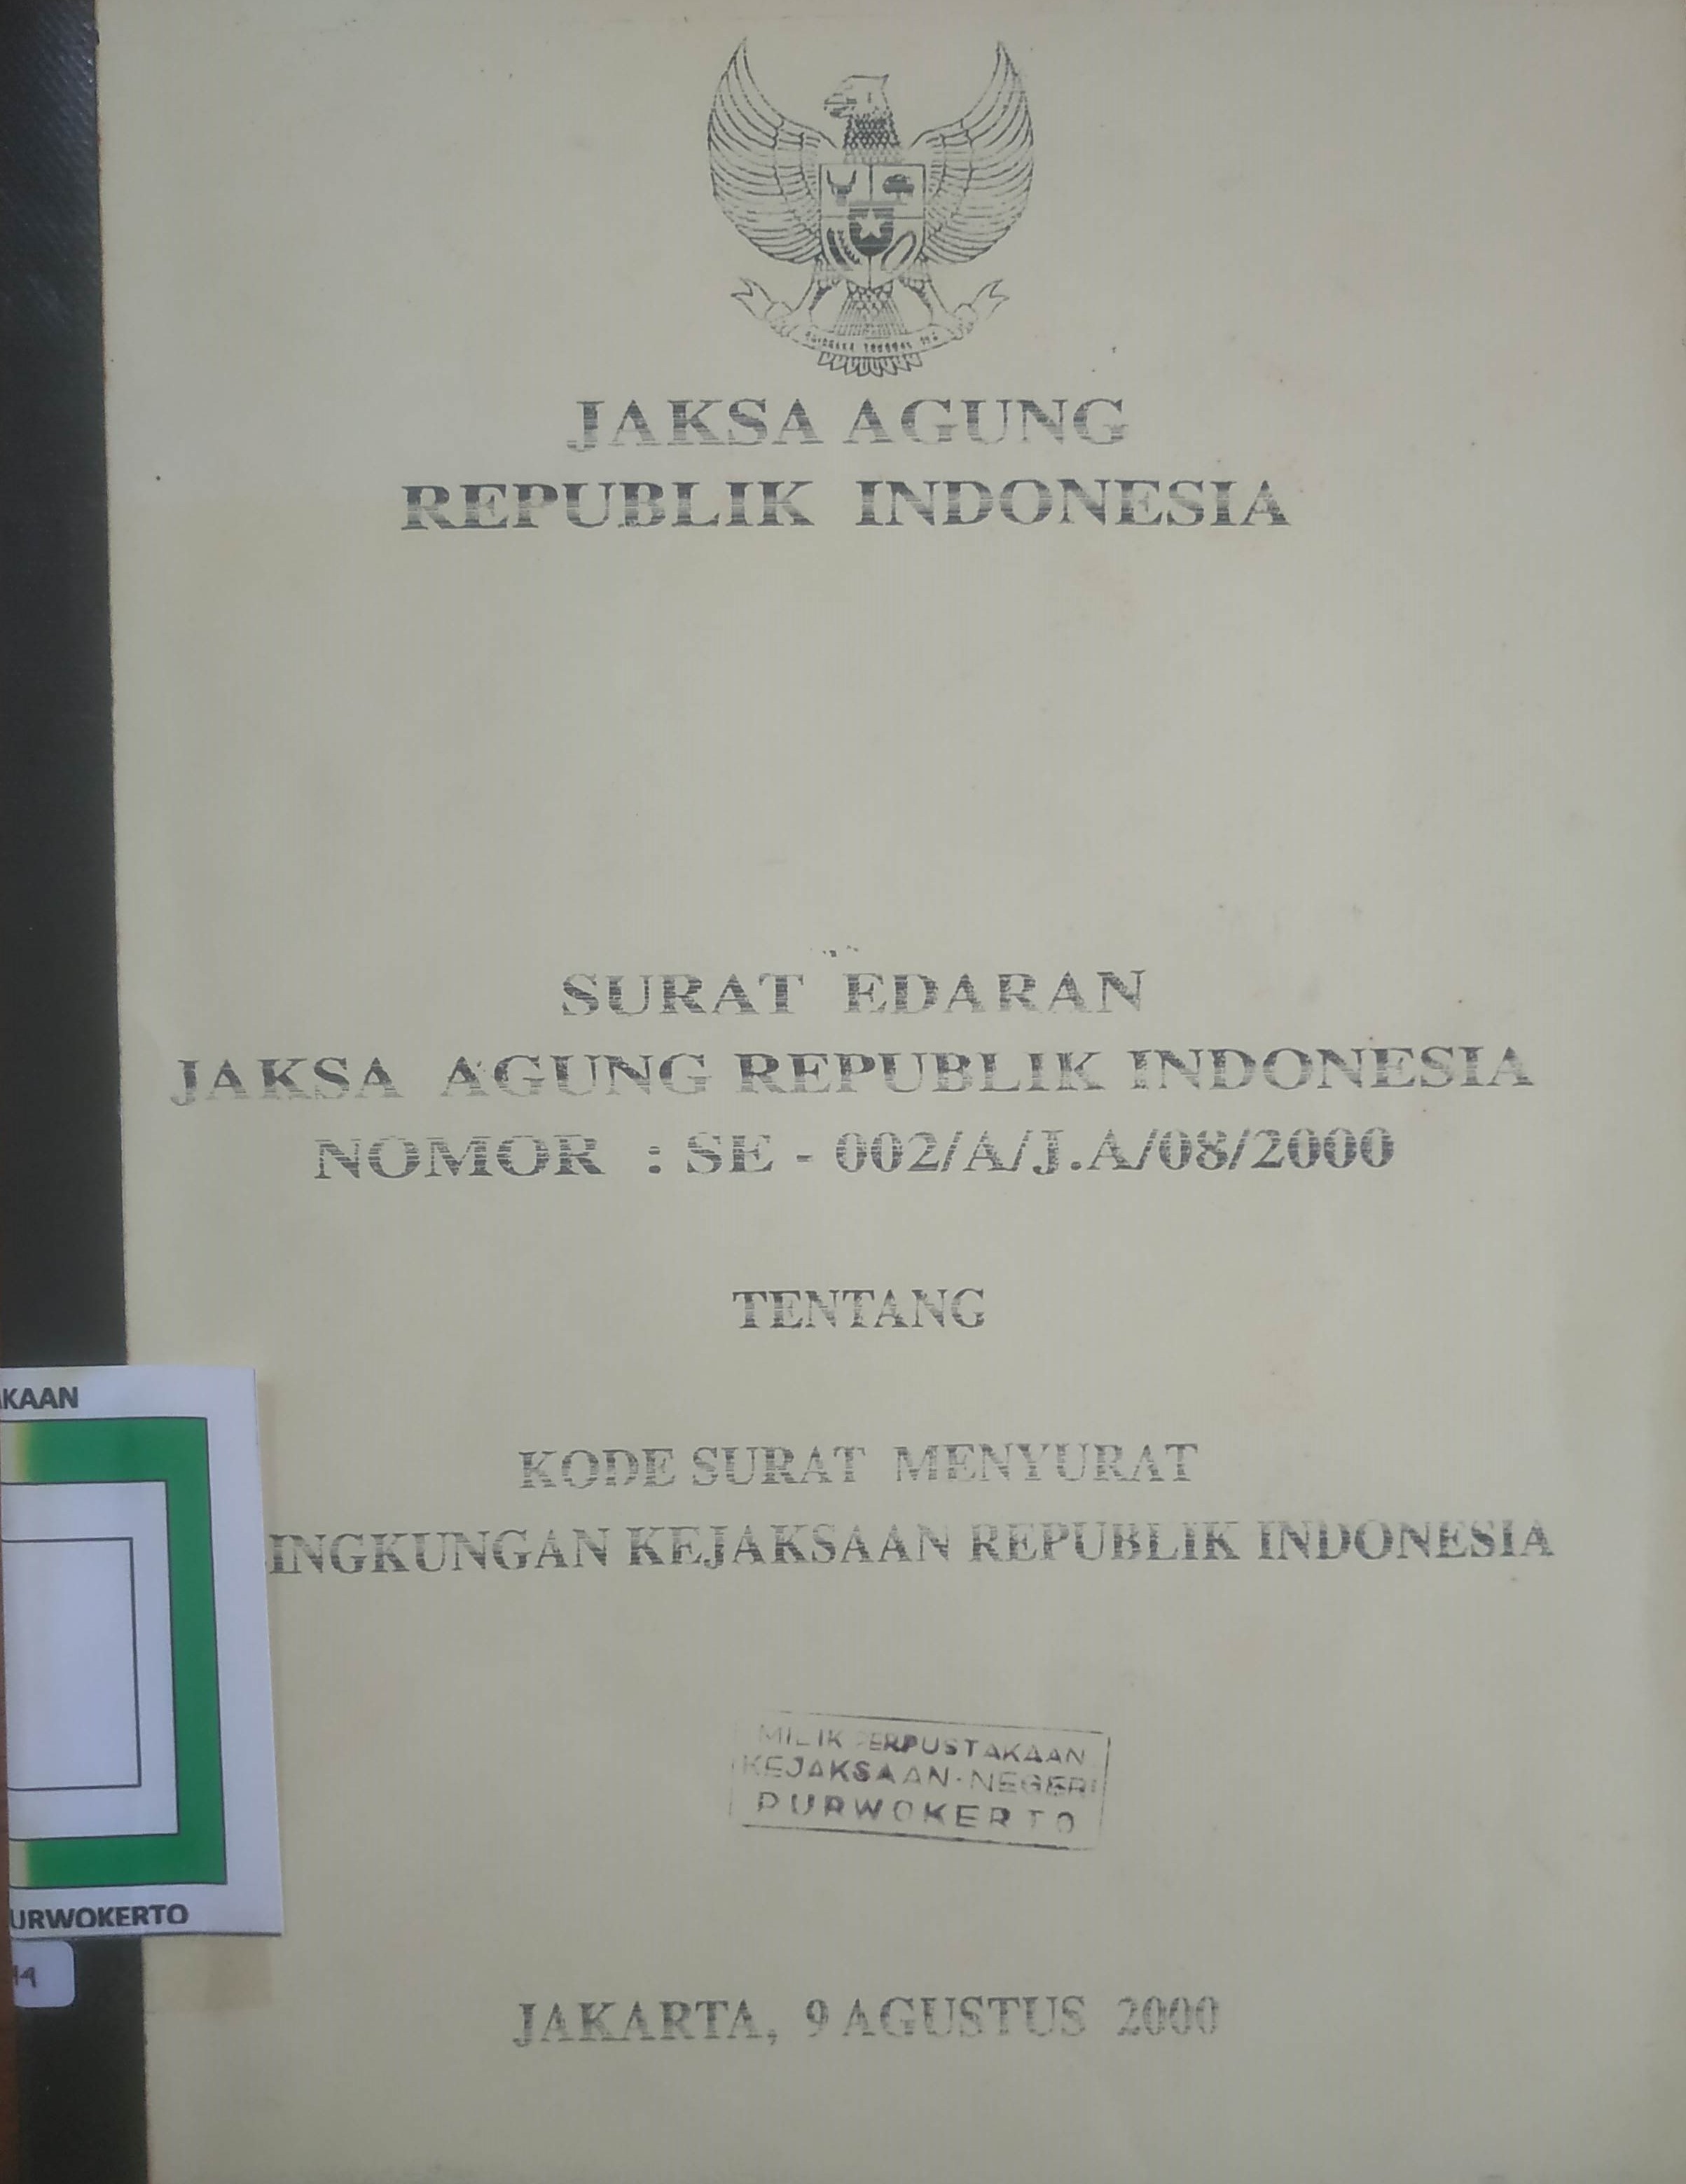 JAKSA AGUNG
REPUBLIK INDONESIA
SURAT EDARAN
JAKSA AGUNG REPUBLIK INDONESIA
NOMOR : SE - 002/A/J.A/08/2000
TENTANG
KODE SURAT MENYURAT
INGKUNGAN KEJAKSAAN REPUBLIK INDONESIA
KAAN
URWOKERTO
MILIK PERPUSTAKAAN
KEJAKSAAN-NEGERI
PURWOKERTO
JAKARTA, 9 AGUSTUS 2000